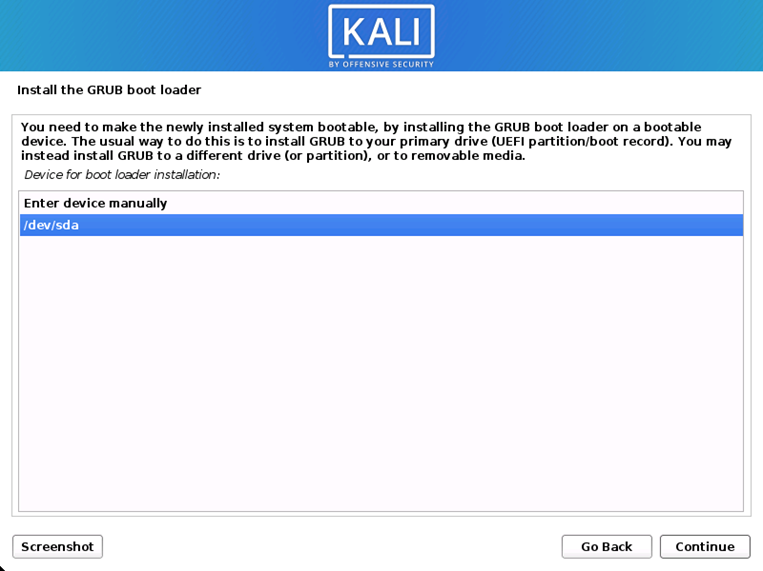 KALI
BY OFFENSIVE SECURITY
Install the GRUB boot loader
You need to make the newly installed system bootable, by installing the GRUB boot loader on a bootable
device. The usual way to do this is to install GRUB to your primary drive (UEFI partition/boot record). You may
instead install GRUB to a different drive (or partition), or to removable media.
Device for boot loader installation:
Enter device manually
/dev/sda
Screenshot
Go Back
Continue